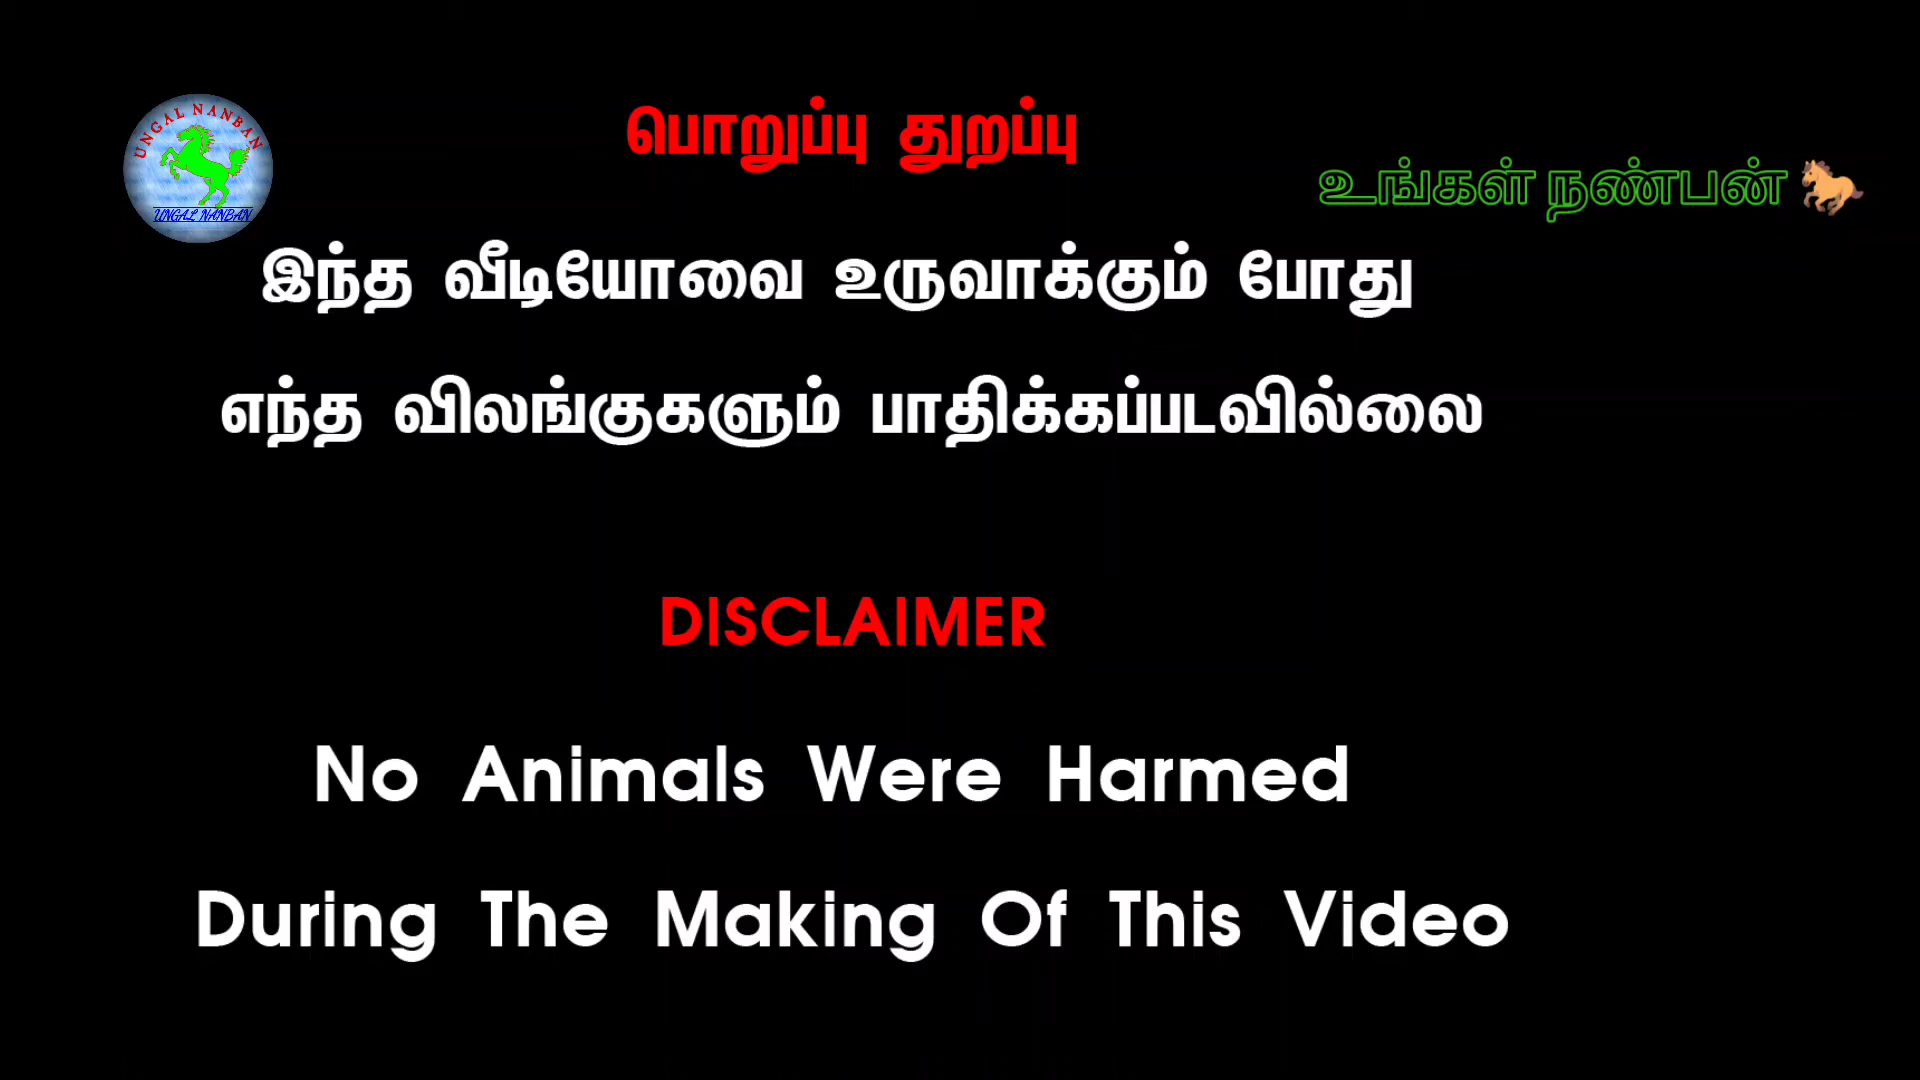 UNGAL NANBAN
UNGAL NANBAN
பொறுப்பு துறப்பு
உங்கள் நண்பன்
இந்த வீடியோவை உருவாக்கும் போது
எந்த விலங்குகளும் பாதிக்கப்படவில்லை
DISCLAIMER
No Animals Were Harmed
During The Making Of This Video